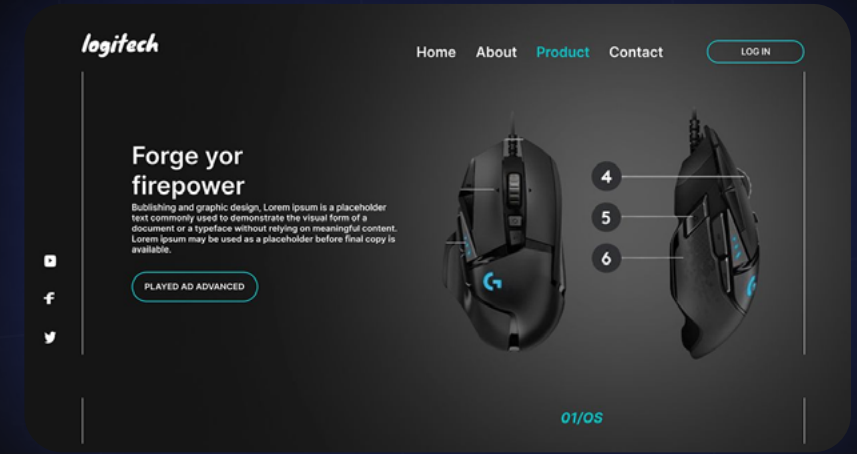 logitech
Home About Product Contact LOG IN
Forge yor
firepower
Bublishing and graphic design, Lorem ipsum is a placeholder
text commonly used to demonstrate the visual form of a
document or a typeface without relying on meaningful content.
Lorem ipsum may be used as a placeholder before final copy is
available.
PLAYED AD ADVANCED
4
5
6
01/OS